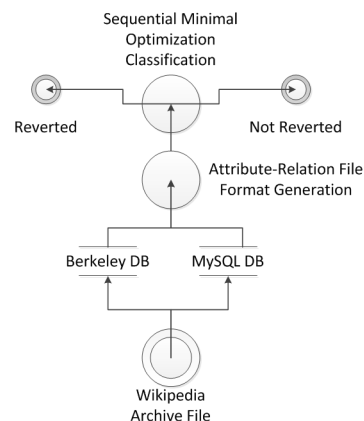 Sequential Minimal
Optimization
Classification
Reverted
Not Reverted
Attribute-Relation File
Format Generation
Berkeley DB
MySQL DB
Wikipedia
Archive File